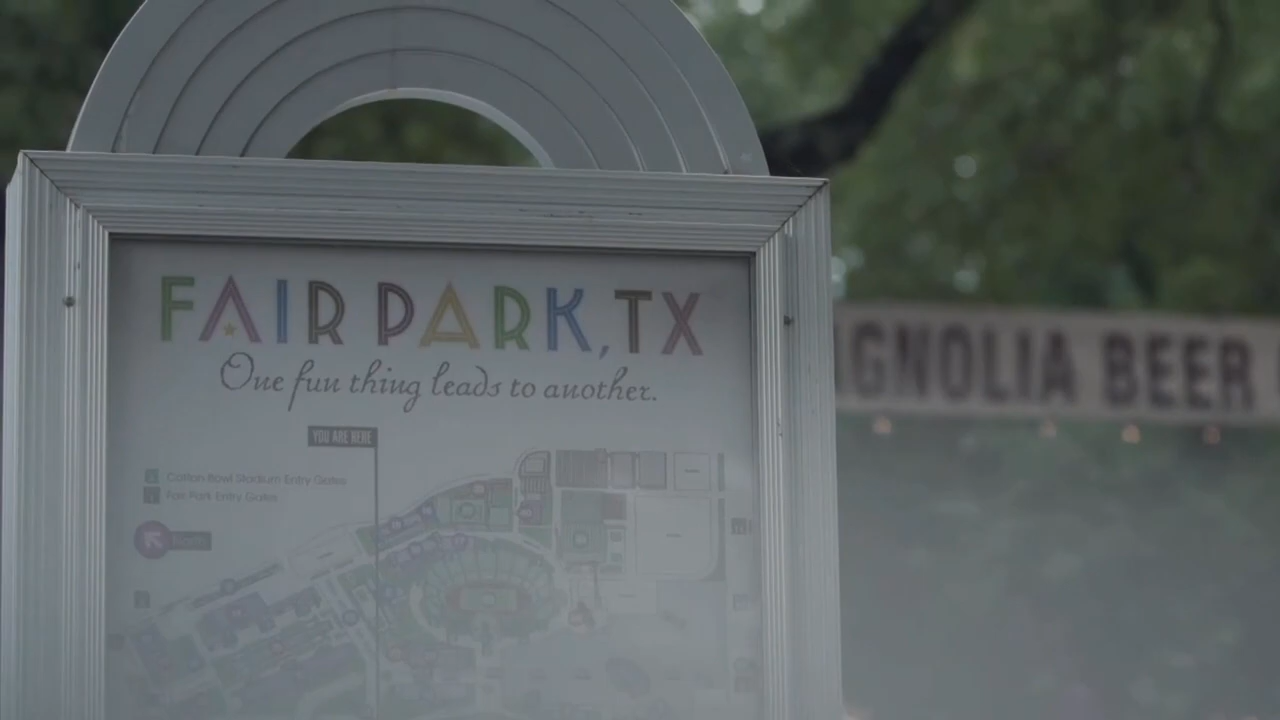 FAIR PARK, TX
One fun thing leads to another.
YOU ARE HERE
Cotton Bowl Stadium Entry Gates
Fair Park Entry Gates
GNOLIA BEER